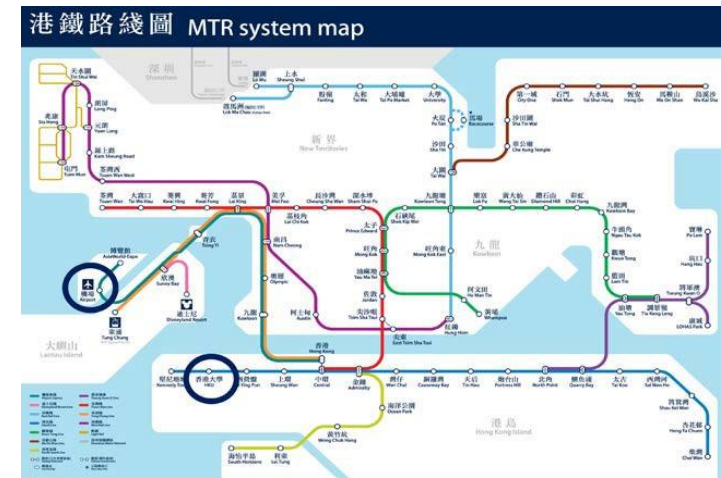 港鐵路綫圖 MTR system map
深圳
Shenzhen
羅湖
Lo Wu
上水
Sheung Shui
落馬洲
Lok Ma Chau
粉嶺
Fanling
太和
Tai Wo
大埔墟
Tai Po Market
大學
University
火炭
Fo Tan
馬場
Racecourse
沙田
Sha Tin
大圍
Tai Wai
第一城
City One
石門
Shek Mun
大水坑
Tai Shui Hang
恆安
Heng On
馬鞍山
Ma On Shan
烏溪沙
Wu Kai Sha
沙田圍
Sha Tin Wai
車公廟
Che Kung Temple
天水圍
Tin Shui Wai
朗屏
Long Ping
兆康
Siu Hong
元朗
Yuen Long
錦上路
Kam Sheung Road
屯門
Tuen Mun
新界
New Territories
荃灣西
Tsuen Wan West
荃灣
Tsuen Wan
大窩口
Tai Wo Hau
葵興
Kwai Hing
葵芳
Kwai Fong
荔景
Lai King
美孚
Mei Foo
荔枝角
Lai Chi Kok
長沙灣
Cheung Sha Wan
深水埗
Sham Shui Po
太子
Prince Edward
石硤尾
Shek Kip Mei
九龍塘
Kowloon Tong
樂富
Lok Fu
黃大仙
Wong Tai Sin
鑽石山
Diamond Hill
彩虹
Choi Hung
九龍灣
Kowloon Bay
牛頭角
Ngau Tau Kok
觀塘
Kwun Tong
藍田
Lam Tin
油塘
Yau Tong
調景嶺
Tiu Keng Leng
將軍澳
Tseung Kwan O
坑口
Hang Hau
寶琳
Po Lam
康城
LOHAS Park
旺角
Mong Kok
旺角東
Mong Kok East
九龍
Kowloon
油麻地
Yau Ma Tei
何文田
Ho Man Tin
黃埔
Whampoa
佐敦
Jordan
尖沙咀
Tsim Sha Tsui
尖東
East Tsim Sha Tsui
紅磡
Hung Hom
南昌
Nam Cheong
奧運
Olympic
柯士甸
Austin
九龍
Kowloon
青衣
Tsing Yi
博覽館
AsiaWorld-Expo
機場
Airport
欣澳
Sunny Bay
迪士尼
Disneyland Resort
東涌
Tung Chung
大嶼山
Lantau Island
香港
Hong Kong
堅尼地城
Kennedy Town
香港大學
HKU
西營盤
Sai Ying Pun
上環
Sheung Wan
中環
Central
金鐘
Admiralty
灣仔
Wan Chai
銅鑼灣
Causeway Bay
天后
Tin Hau
炮台山
Fortress Hill
北角
North Point
鰂魚涌
Quarry Bay
太古
Tai Koo
西灣河
Sai Wan Ho
筲箕灣
Shau Kei Wan
杏花邨
Heng Fa Chuen
柴灣
Chai Wan
海洋公園
Ocean Park
黃竹坑
Wong Chuk Hang
利東
Lei Tung
海怡半島
South Horizons
港島
Hong Kong Island